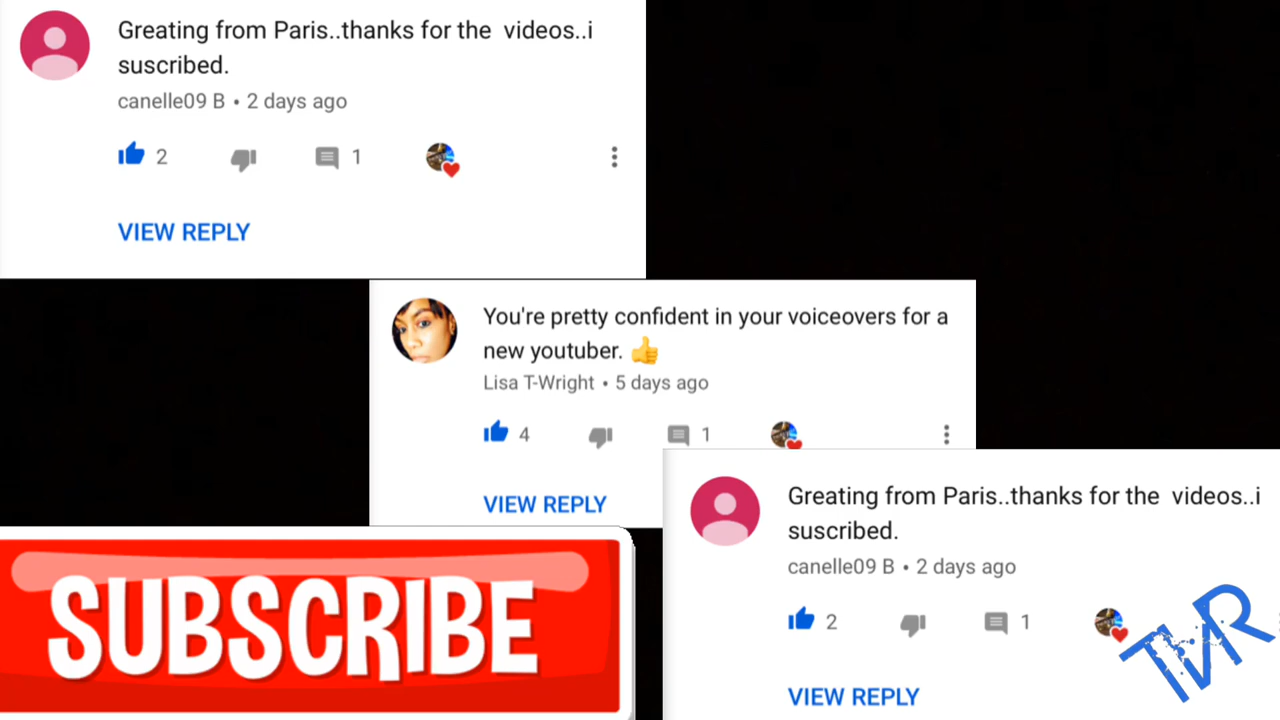 Greating from Paris..thanks for the videos..i
suscribed.
canelle09 B • 2 days ago
2 1
VIEW REPLY
You're pretty confident in your voiceovers for a
new youtuber. 👍
Lisa T-Wright • 5 days ago
4 1
VIEW REPLY
Greating from Paris..thanks for the videos..i
suscribed.
canelle09 B • 2 days ago
2 1
VIEW REPLY
SUBSCRIBE
TVR